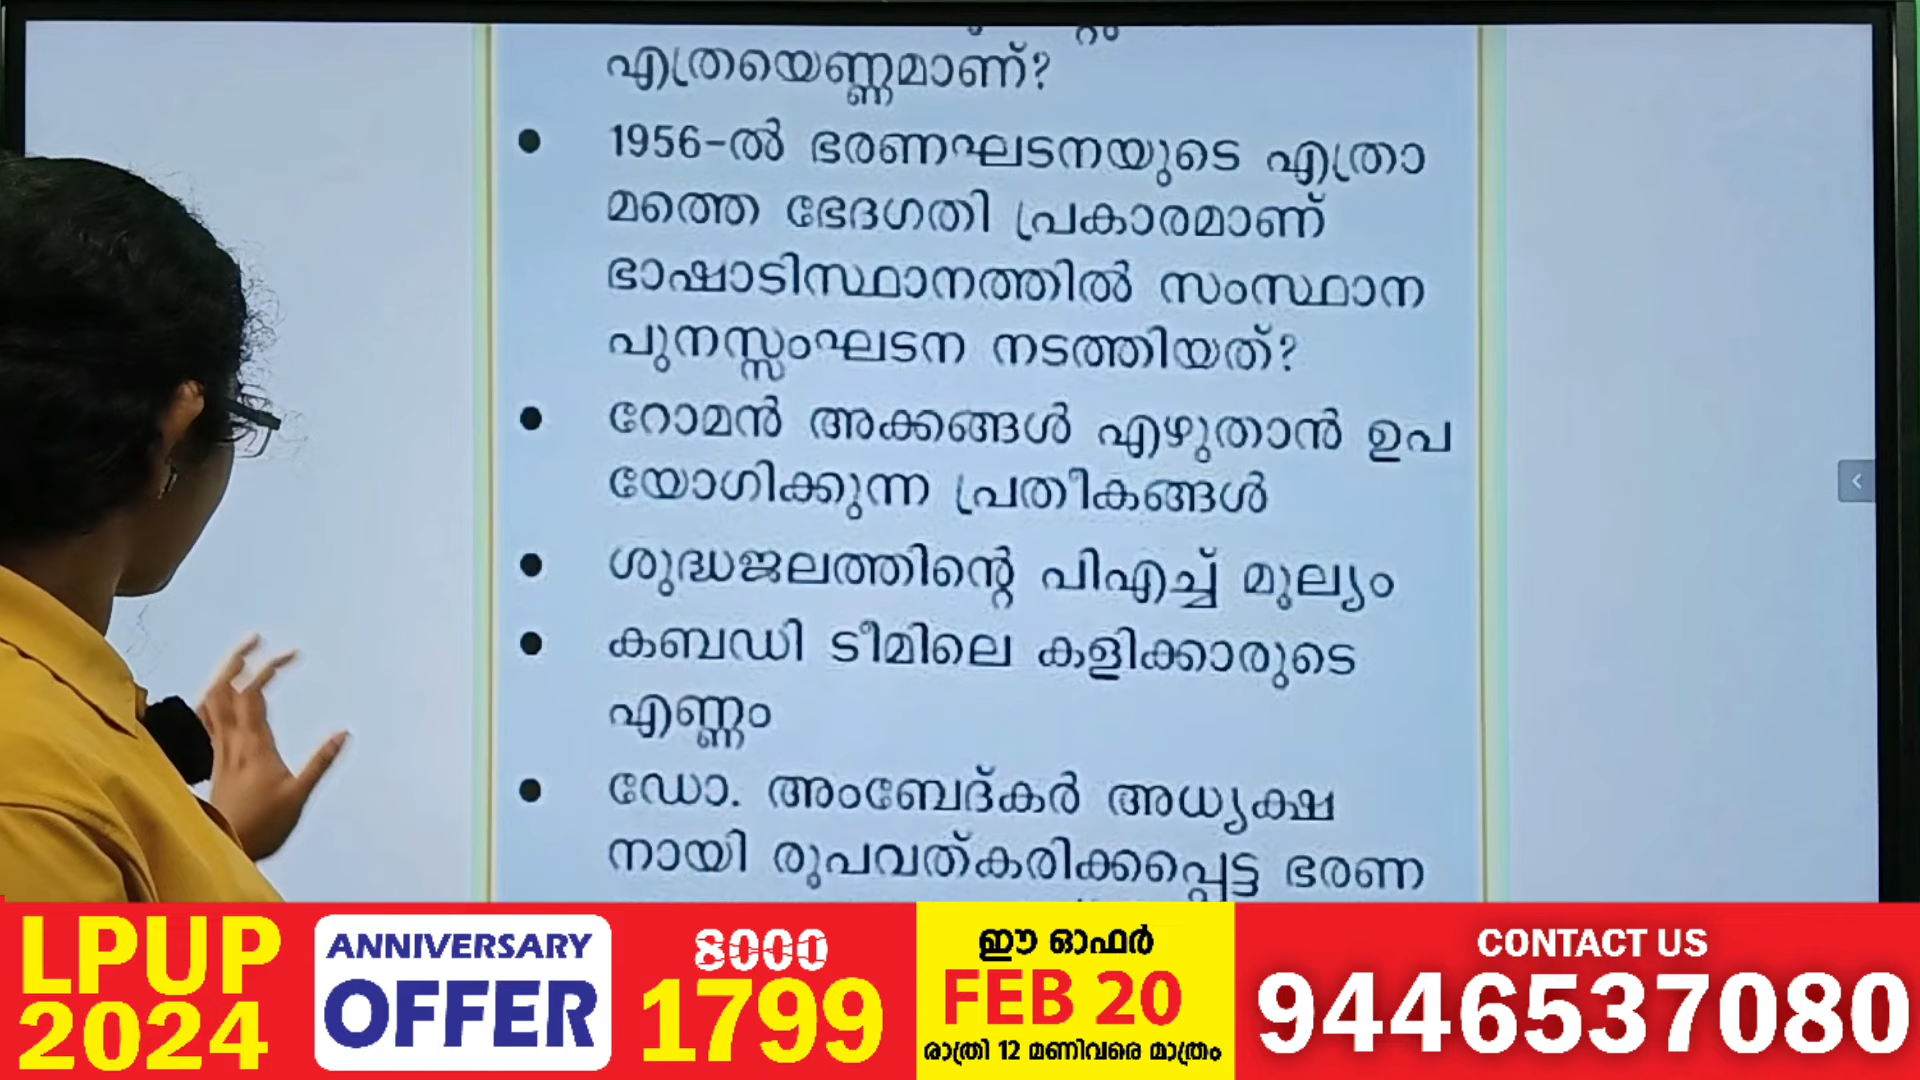 എത്രയെണ്ണമാണ്?
• 1956-ൽ ഭരണഘടനയുടെ എത്രാ
മത്തെ ഭേദഗതി പ്രകാരമാണ്
ഭാഷാടിസ്ഥാനത്തിൽ സംസ്ഥാന
പുനസ്സംഘടന നടത്തിയത്?
• റോമൻ അക്കങ്ങൾ എഴുതാൻ ഉപ
യോഗിക്കുന്ന പ്രതീകങ്ങൾ
• ശുദ്ധജലത്തിന്റെ പിഎച്ച് മൂല്യം
• കബഡി ടീമിലെ കളിക്കാരുടെ
എണ്ണം
• ഡോ. അംബേദ്കർ അധ്യക്ഷ
നായി രൂപവത്കരിക്കപ്പെട്ട ഭരണ
LPUP
2024
ANNIVERSARY
OFFER
8000
1799
ഈ ഓഫർ
FEB 20
രാത്രി 12 മണിവരെ മാത്രം
CONTACT US
9446537080